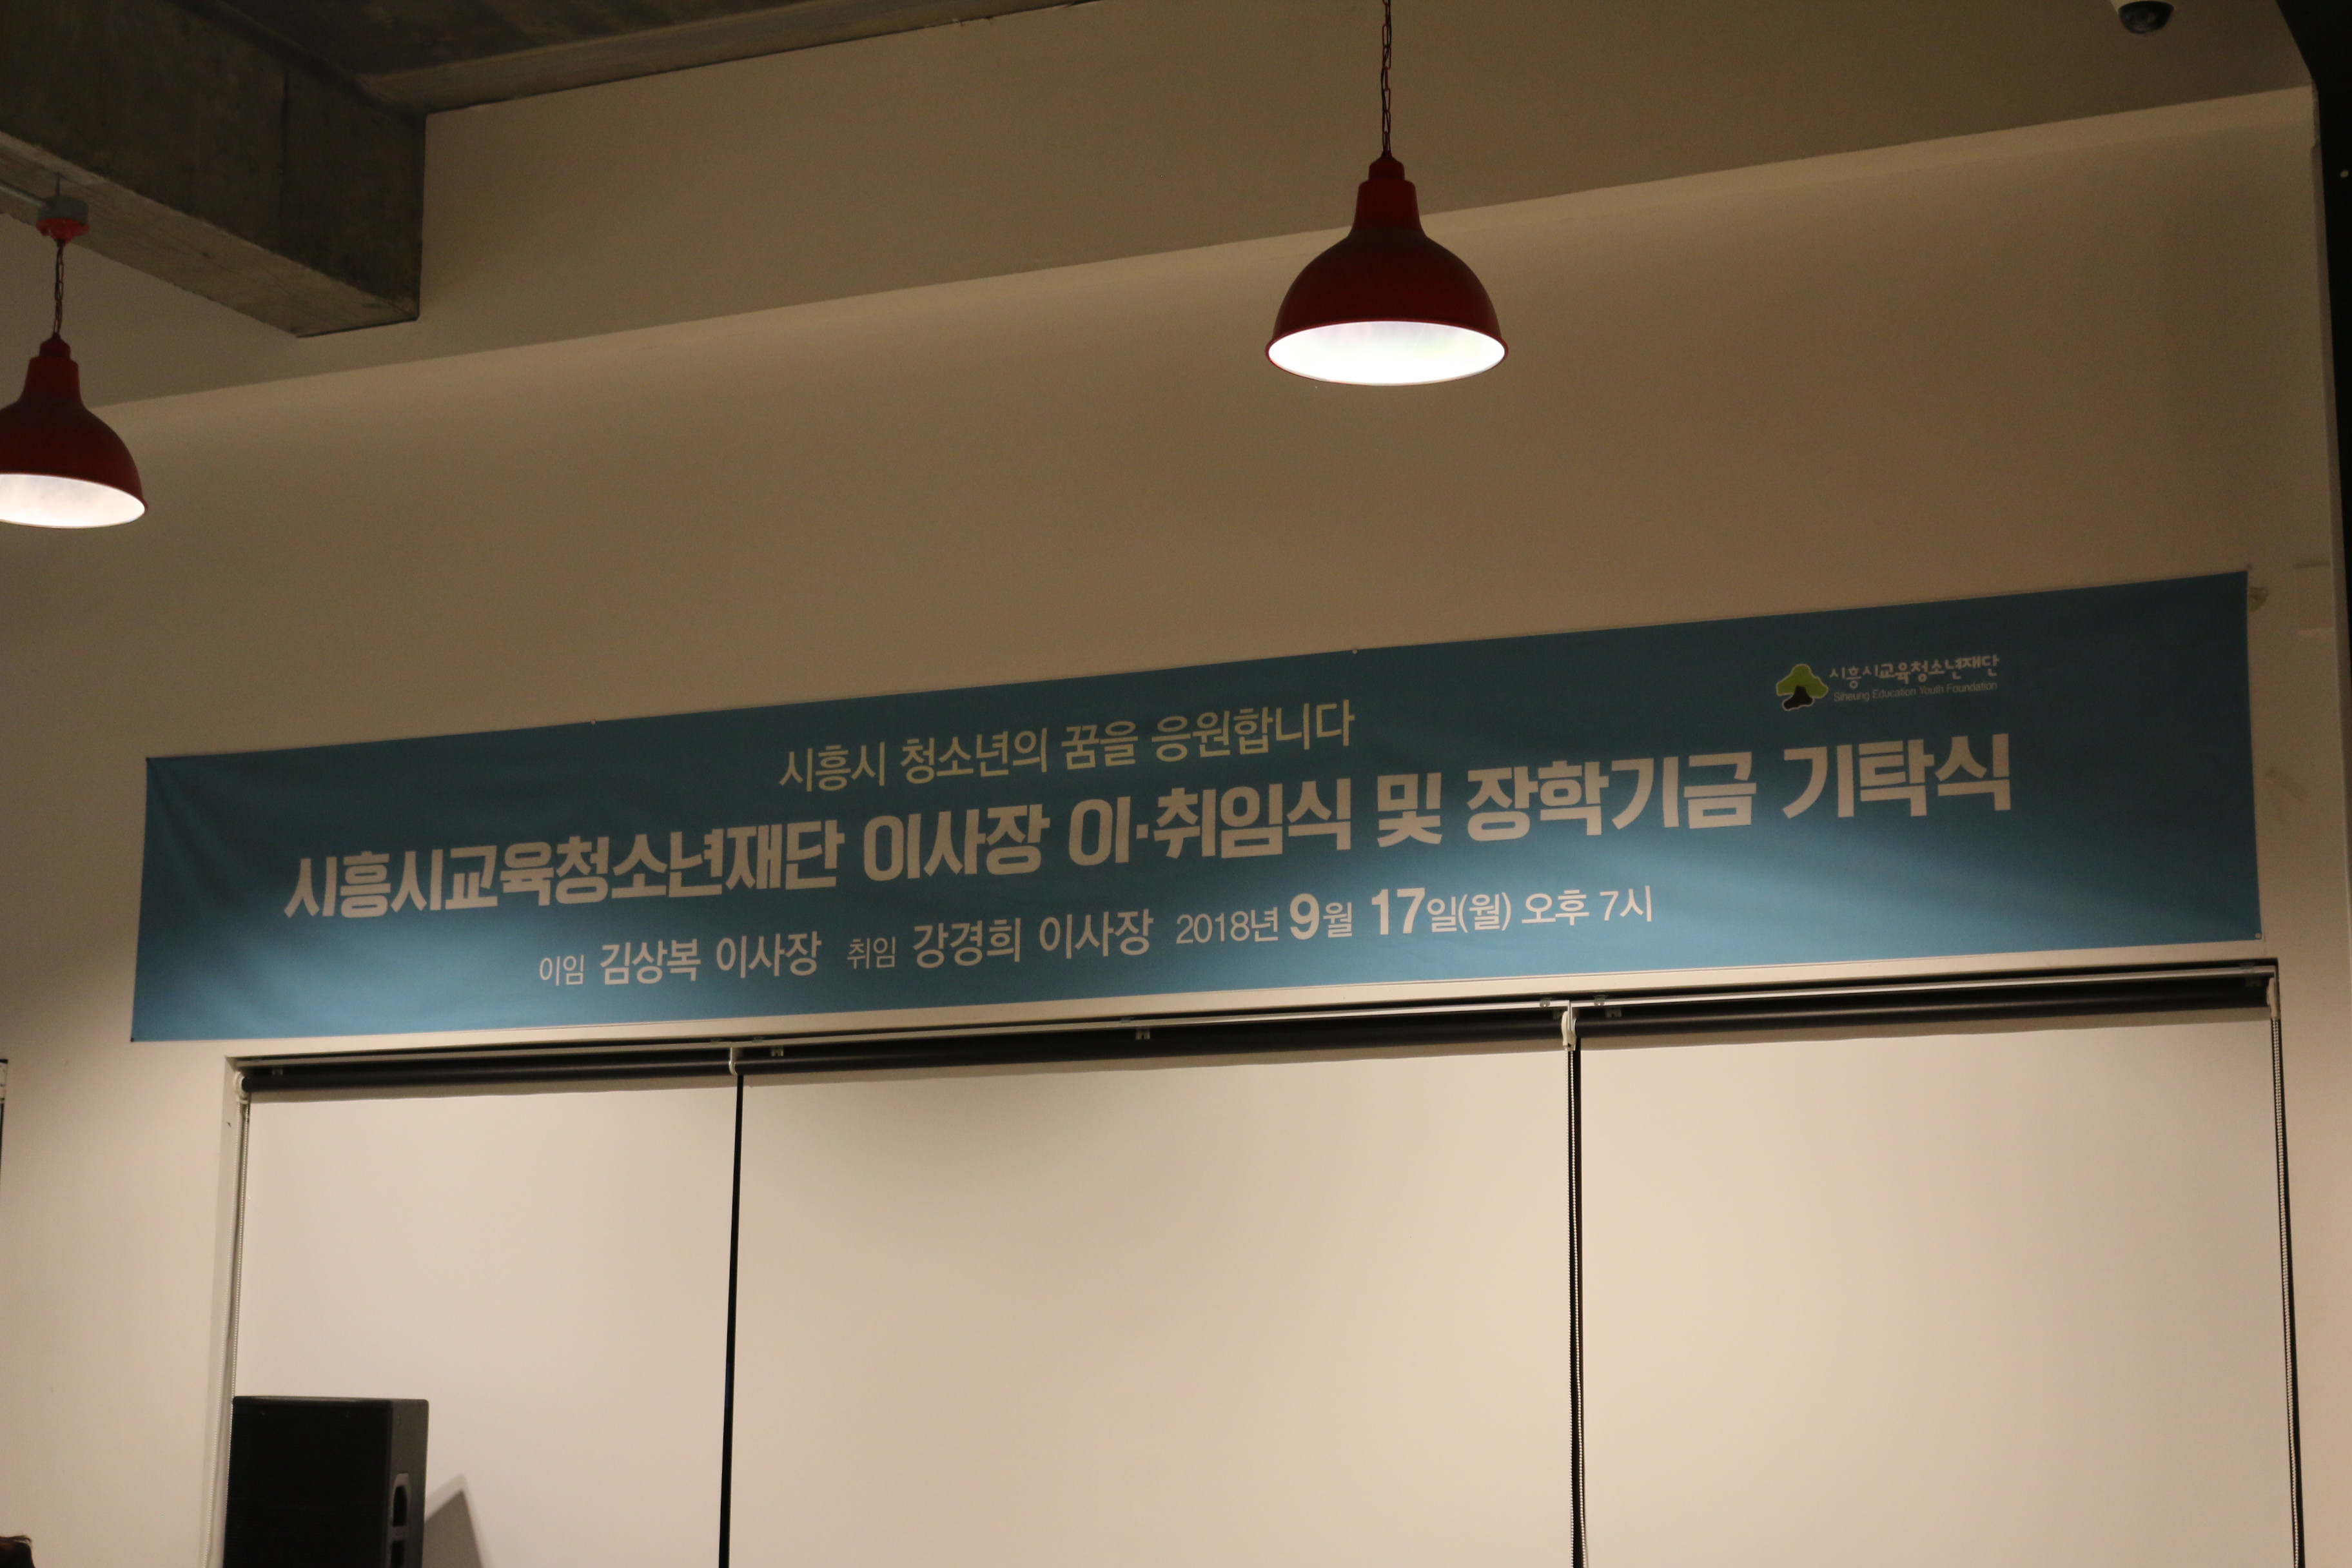 시흥시교육청소년재단
Siheung Education Youth Foundation
시흥시 청소년의 꿈을 응원합니다
시흥시교육청소년재단 이사장 이·취임식 및 장학기금 기탁식
이임 김상복 이사장 취임 강경희 이사장 2018년 9월 17일(월) 오후 7시